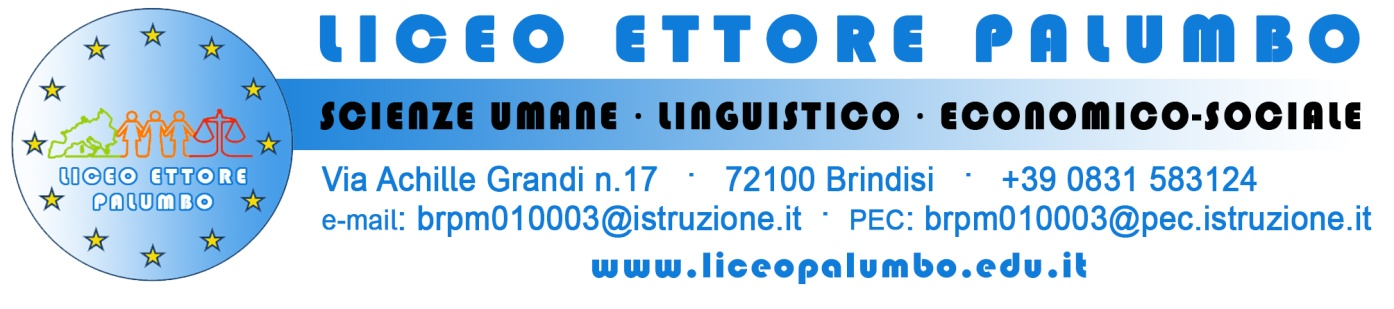 LICEO ETTORE PALUMBO
SCIENZE UMANE · LINGUISTICO · ECONOMICO-SOCIALE
Via Achille Grandi n.17 · 72100 Brindisi · +39 0831 583124
e-mail: brpm010003@istruzione.it · PEC: brpm010003@pec.istruzione.it
www.liceopalumbo.edu.it
LICEO ETTORE
PALUMBO